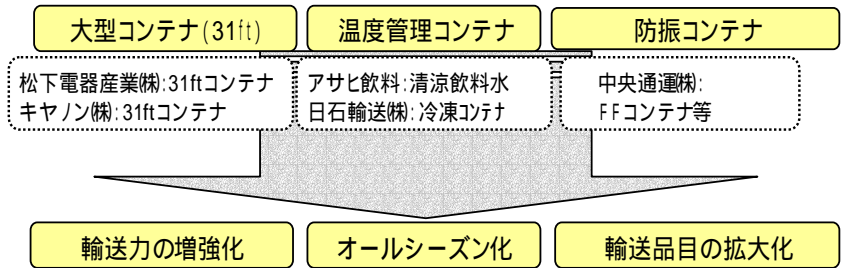 大型コンテナ(31ft)
温度管理コンテナ
防振コンテナ
松下電器産業㈱:31ftコンテナ
キヤノン㈱:31ftコンテナ
アサヒ飲料:清涼飲料水
日石輸送㈱:冷凍コンテナ
中央通運㈱:
FFコンテナ等
輸送力の増強化
オールシーズン化
輸送品目の拡大化